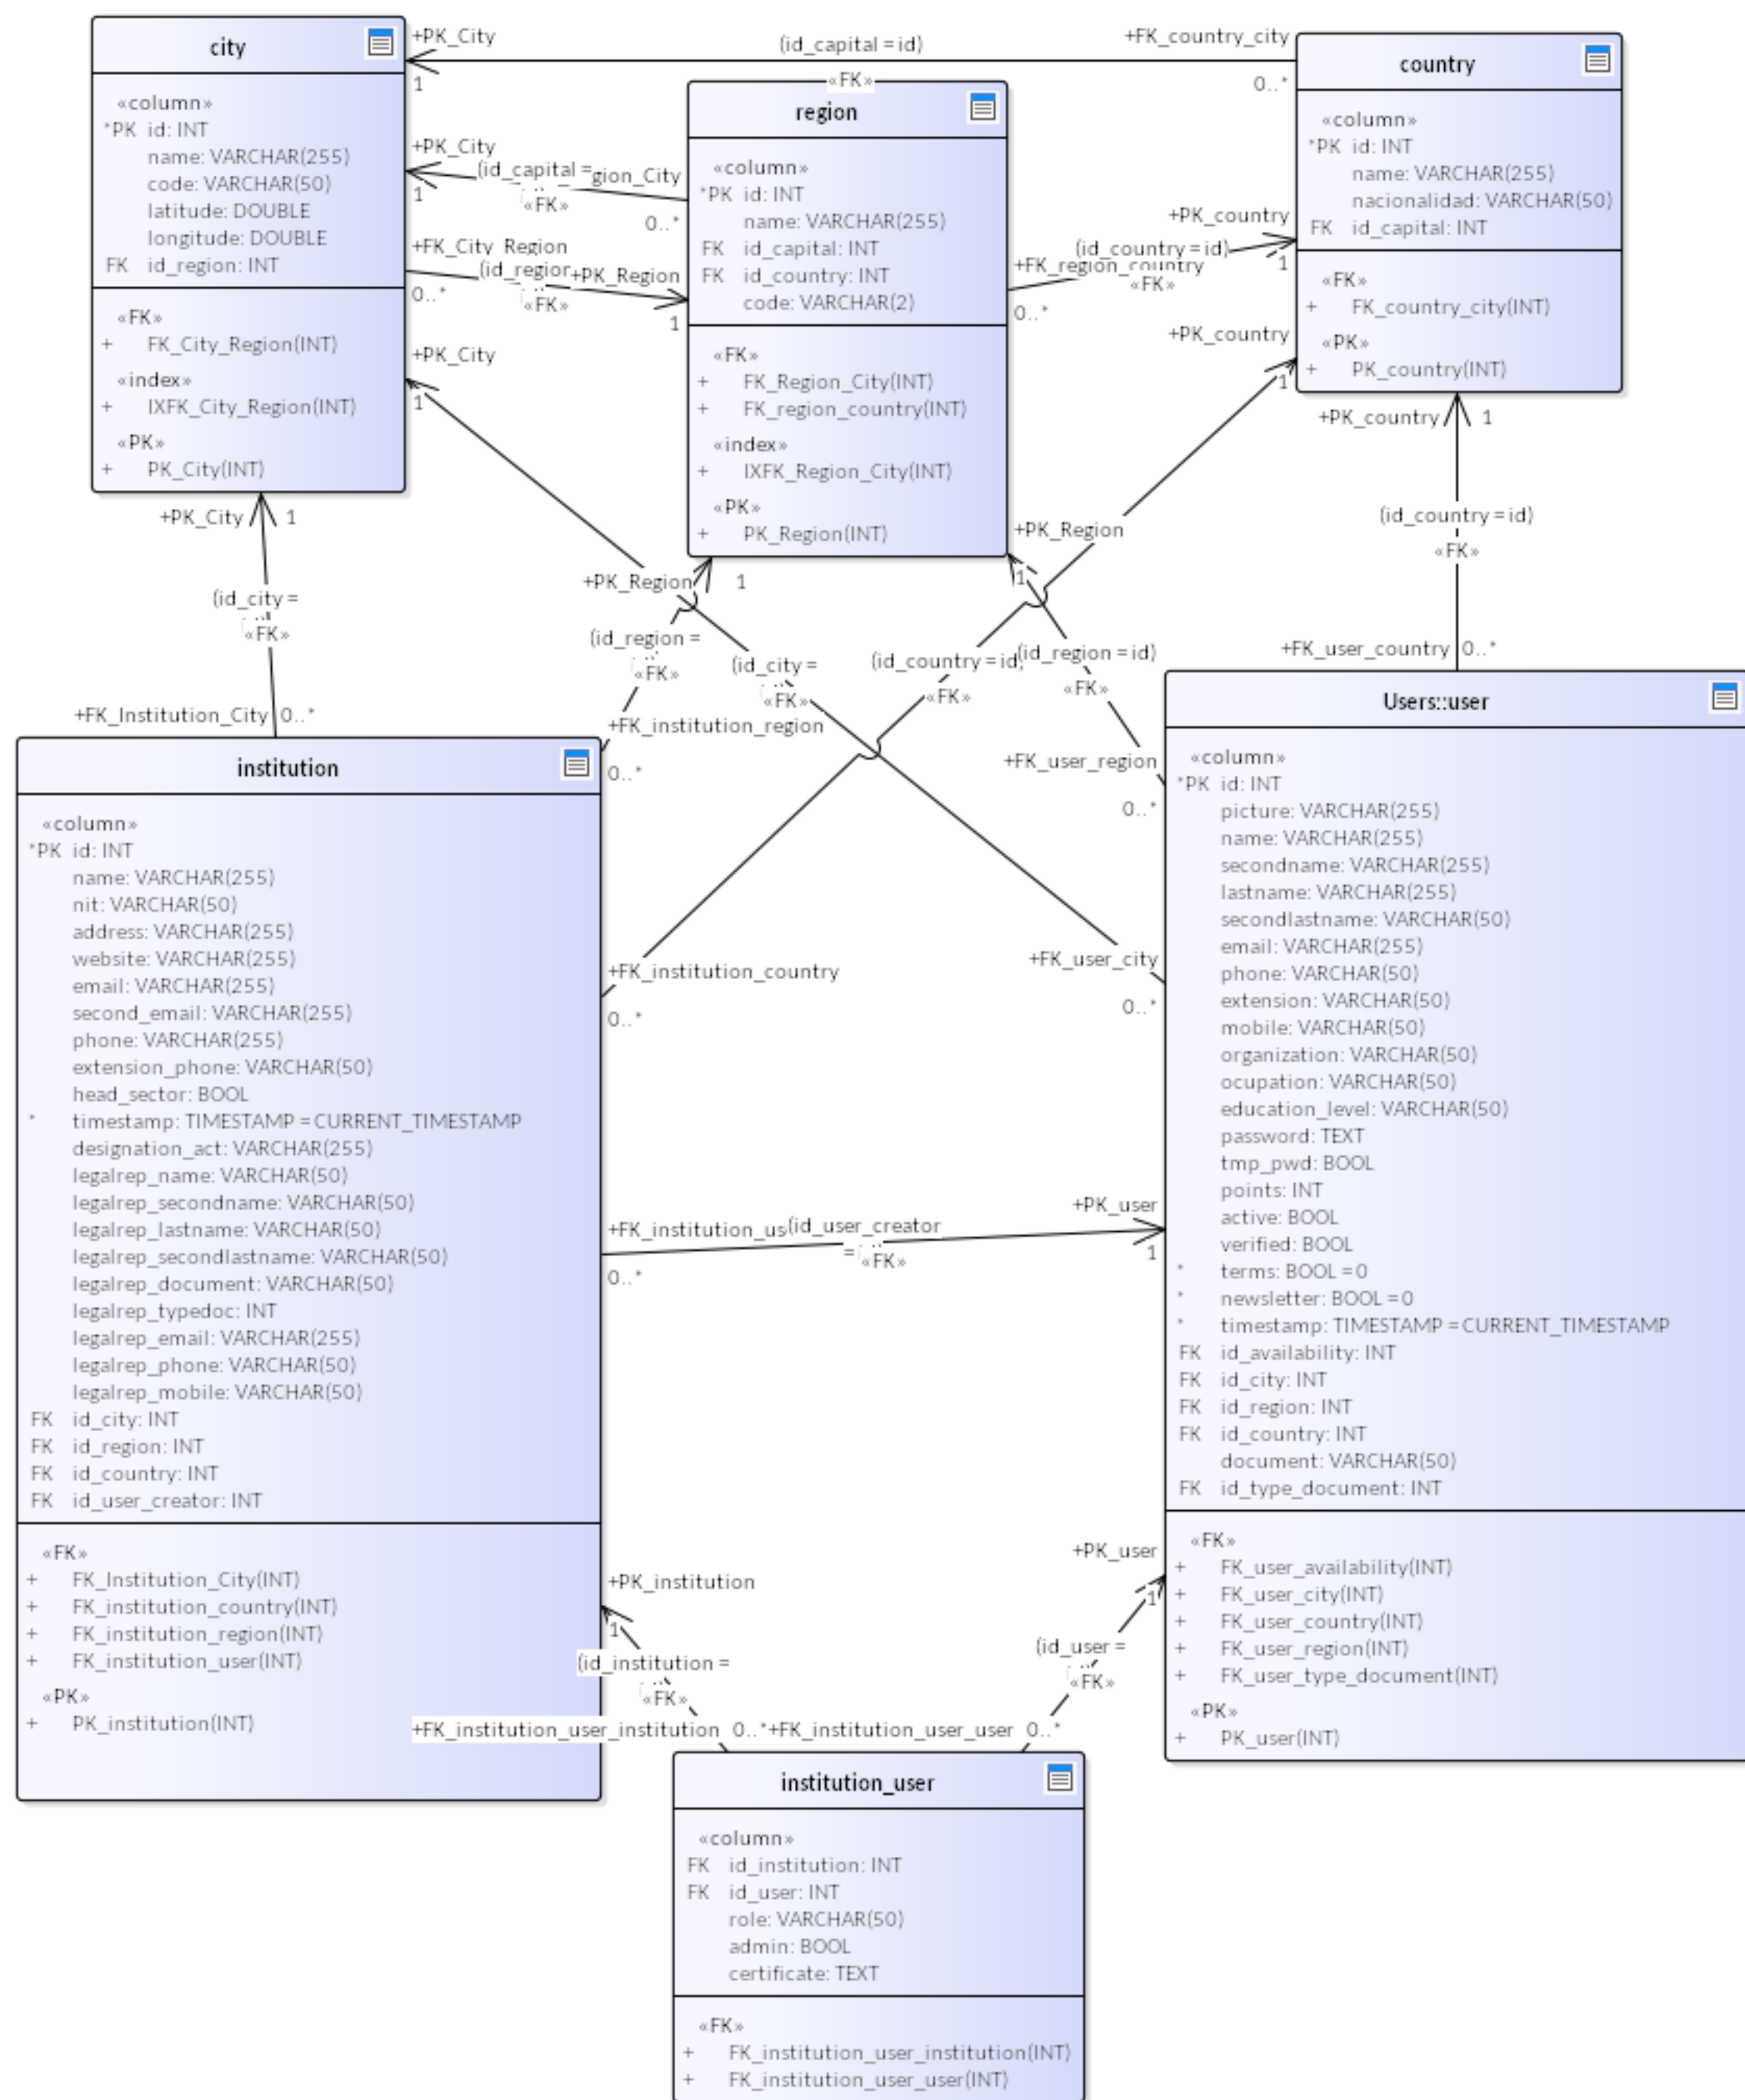 city
«column»
*PK id: INT
name: VARCHAR(255)
code: VARCHAR(50)
latitude: DOUBLE
longitude: DOUBLE
FK id_region: INT
«FK»
+ FK_City_Region(INT)
«index»
+ IXFK_City_Region(INT)
«PK»
+ PK_City(INT)
+PK_City
1
(id_capital = id)
«FK»
+FK_country_city
0..*
region
«column»
*PK id: INT
name: VARCHAR(255)
FK id_capital: INT
FK id_country: INT
code: VARCHAR(2)
«FK»
+ FK_Region_City(INT)
+ FK_region_country(INT)
«index»
+ IXFK_Region_City(INT)
«PK»
+ PK_Region(INT)
country
«column»
*PK id: INT
name: VARCHAR(255)
nacionalidad: VARCHAR(50)
FK id_capital: INT
«FK»
+ FK_country_city(INT)
«PK»
+ PK_country(INT)
+PK_City
1
(id_capital =
gion_City
«FK»
0..*
+FK_City_Region
0..*
(id_region
«FK»
+PK_Region
1
+PK_country
1
(id_country = id)
+FK_region_country
«FK»
0..*
+PK_country
1
+PK_City
1
+PK_country
1
(id_country = id)
«FK»
+FK_user_country
0..*
+PK_City
1
(id_city =
«FK»
+FK_Institution_City
0..*
+PK_Region
1
(id_region =
«FK»
+FK_institution_region
0..*
(id_city =
«FK»
(id_country = id)
«FK»
+PK_Region
1
(id_region = id)
«FK»
+FK_user_region
0..*
+FK_institution_country
0..*
+FK_user_city
0..*
institution
«column»
*PK id: INT
name: VARCHAR(255)
nit: VARCHAR(50)
address: VARCHAR(255)
website: VARCHAR(255)
email: VARCHAR(255)
second_email: VARCHAR(255)
phone: VARCHAR(255)
extension_phone: VARCHAR(50)
head_sector: BOOL
* timestamp: TIMESTAMP = CURRENT_TIMESTAMP
designation_act: VARCHAR(255)
legalrep_name: VARCHAR(50)
legalrep_secondname: VARCHAR(50)
legalrep_lastname: VARCHAR(50)
legalrep_secondlastname: VARCHAR(50)
legalrep_document: VARCHAR(50)
legalrep_typedoc: INT
legalrep_email: VARCHAR(255)
legalrep_phone: VARCHAR(50)
legalrep_mobile: VARCHAR(50)
FK id_city: INT
FK id_region: INT
FK id_country: INT
FK id_user_creator: INT
«FK»
+ FK_Institution_City(INT)
+ FK_institution_country(INT)
+ FK_institution_region(INT)
+ FK_institution_user(INT)
«PK»
+ PK_institution(INT)
+FK_institution_us
0..*
(id_user_creator
=
«FK»
+PK_user
1
Users::user
«column»
*PK id: INT
picture: VARCHAR(255)
name: VARCHAR(255)
secondname: VARCHAR(255)
lastname: VARCHAR(255)
secondlastname: VARCHAR(50)
email: VARCHAR(255)
phone: VARCHAR(50)
extension: VARCHAR(50)
mobile: VARCHAR(50)
organization: VARCHAR(50)
ocupation: VARCHAR(50)
education_level: VARCHAR(50)
password: TEXT
tmp_pwd: BOOL
points: INT
active: BOOL
verified: BOOL
* terms: BOOL = 0
* newsletter: BOOL = 0
* timestamp: TIMESTAMP = CURRENT_TIMESTAMP
FK id_availability: INT
FK id_city: INT
FK id_region: INT
FK id_country: INT
document: VARCHAR(50)
FK id_type_document: INT
«FK»
+ FK_user_availability(INT)
+ FK_user_city(INT)
+ FK_user_country(INT)
+ FK_user_region(INT)
+ FK_user_type_document(INT)
«PK»
+ PK_user(INT)
+PK_institution
1
(id_institution =
«FK»
+FK_institution_user_institution 0..*
+PK_user
1
(id_user =
«FK»
+FK_institution_user_user 0..*
institution_user
«column»
FK id_institution: INT
FK id_user: INT
role: VARCHAR(50)
admin: BOOL
certificate: TEXT
«FK»
+ FK_institution_user_institution(INT)
+ FK_institution_user_user(INT)